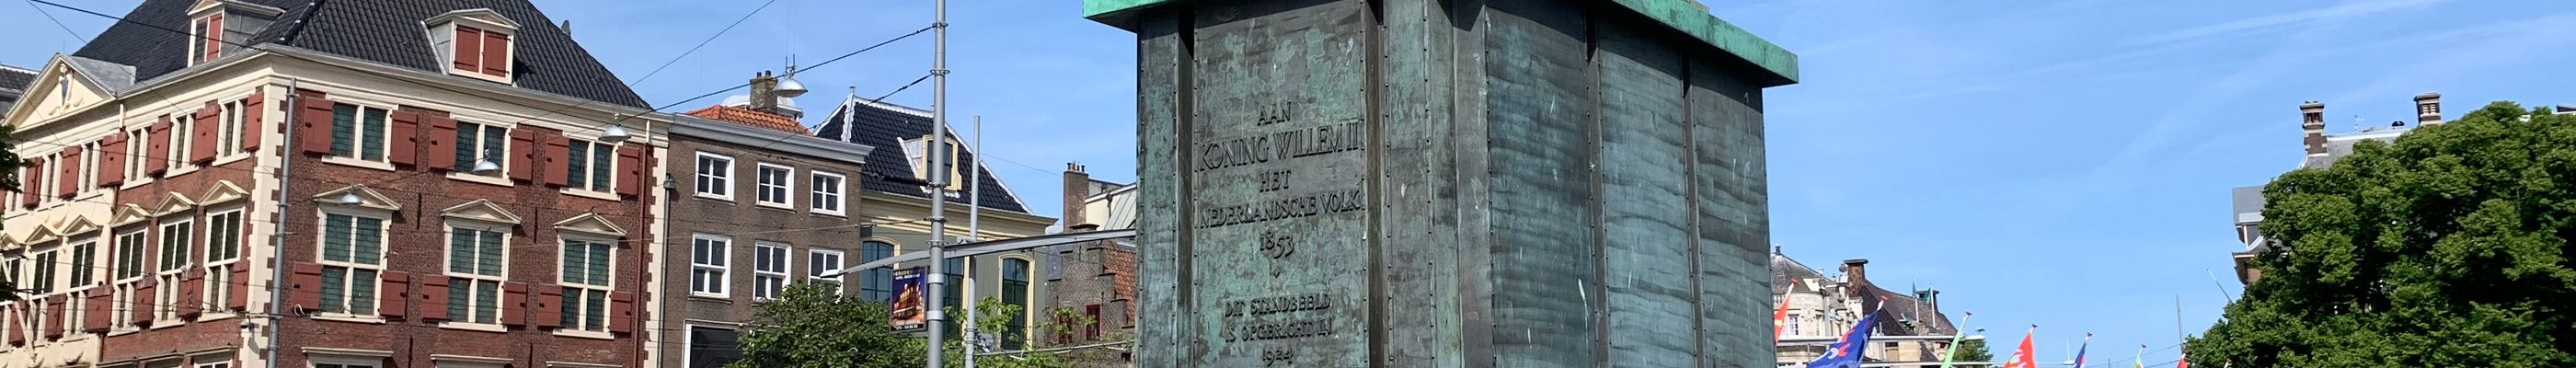 AAN
KONING WILLEM II
HET
NEDERLANDSCHE VOLK
1853
DIT STANDBEELD
IS OPGERICHT IN
1924